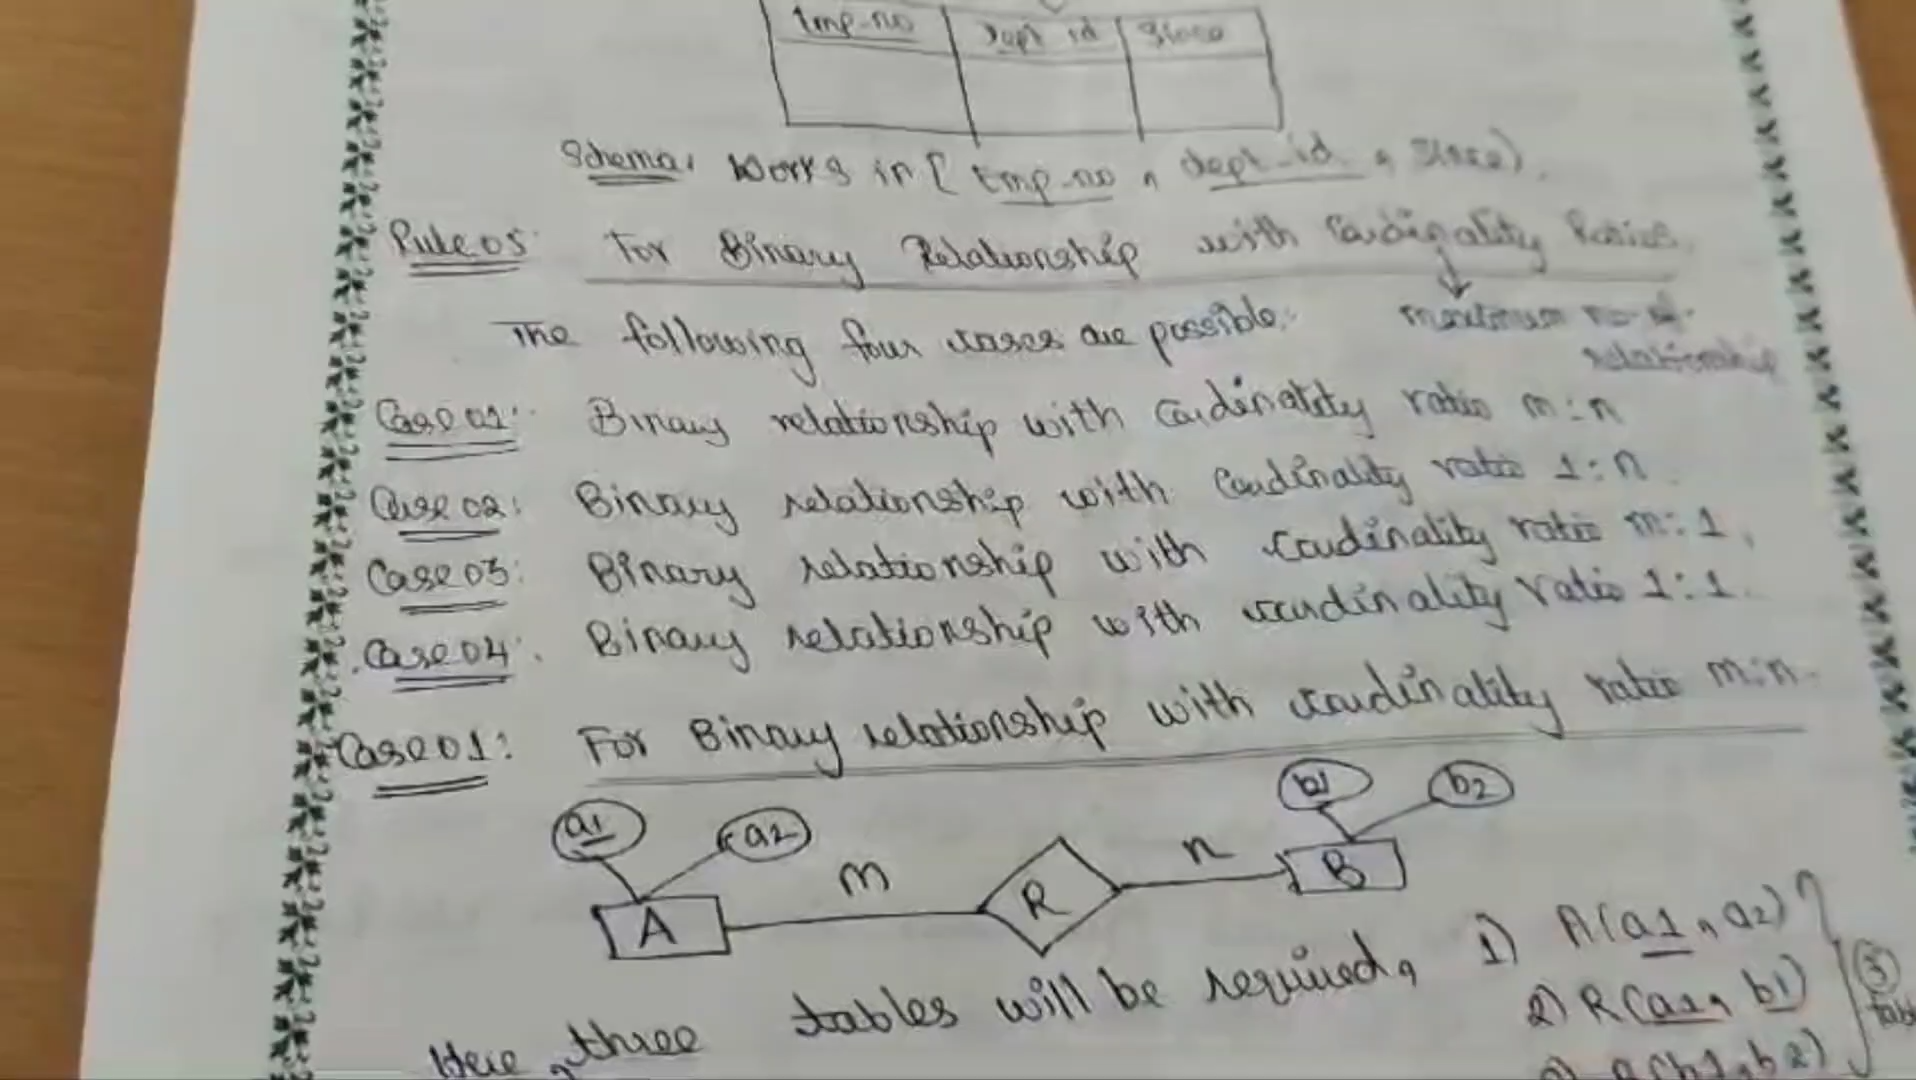 Emp-no Dept id Since
Schema: Works in [Emp-no, dept-id, Since).
Rule 05: For Binary Relationship with Cardinality Ratios.
The following four cases are possible.
maximum no. of
relationship
Case 01: Binary relationship with Cardinality ratio m:n
Case 02: Binary relationship with Cardinality ratio 1:n
Case 03: Binary relationship with cardinality ratio m:1.
Case 04: Binary relationship with cardinality ratio 1:1.
Case 01: For Binary relationship with cardinality ratio m:n.
a1 a2 b1 b2
A m R n B
Here, three tables will be required, 1) A(a1, a2)
2) R(a1, b1)
(b1, b2)
3